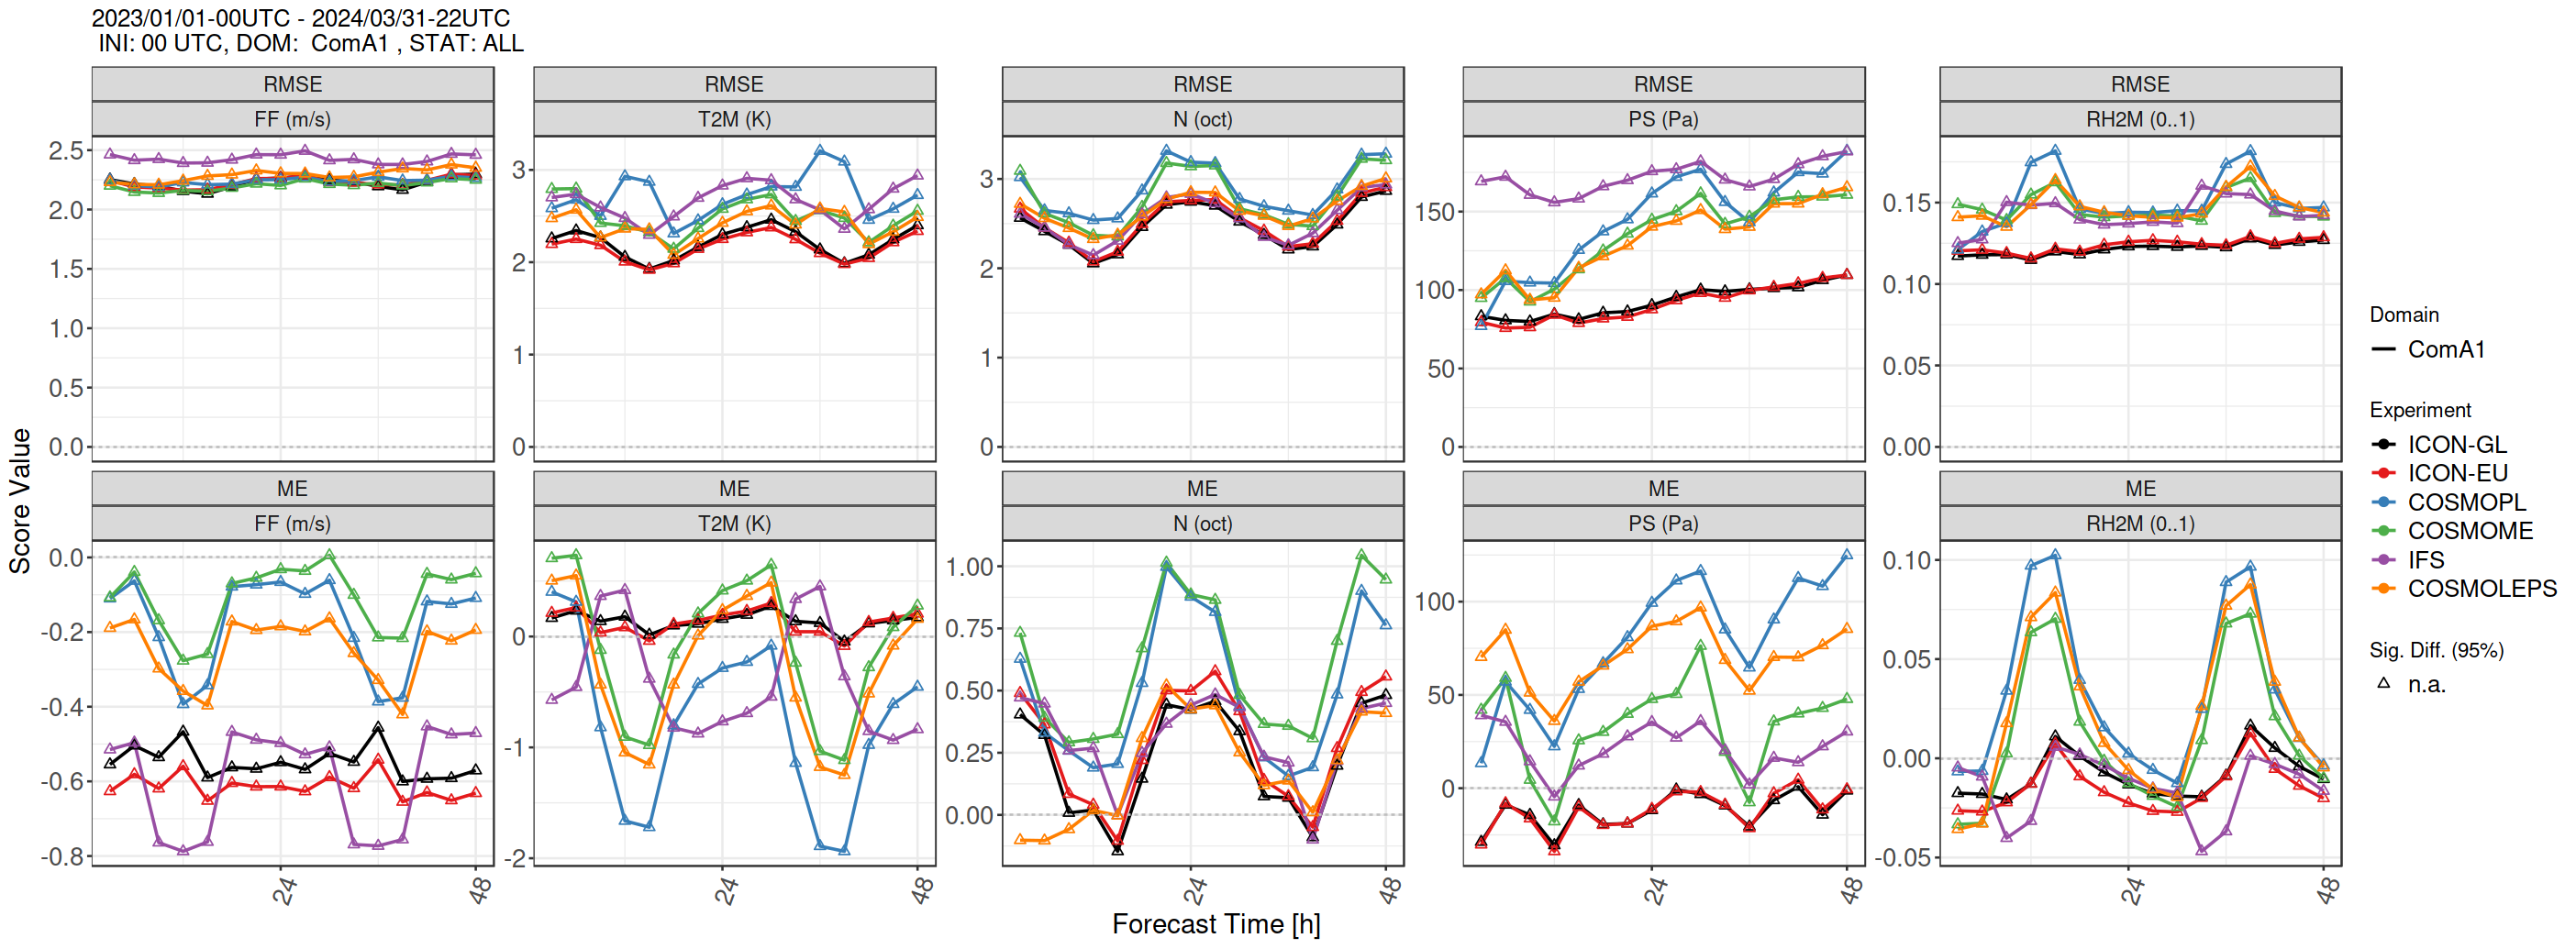 2023/01/01-00UTC - 2024/03/31-22UTC
INI: 00 UTC, DOM: ComA1 , STAT: ALL
RMSE
FF (m/s)
2.5
2.0
1.5
1.0
0.5
0.0
RMSE
T2M (K)
3
2
1
0
RMSE
N (oct)
3
2
1
0
RMSE
PS (Pa)
150
100
50
0
RMSE
RH2M (0..1)
0.15
0.10
0.05
0.00
Score Value
ME
FF (m/s)
0.0
-0.2
-0.4
-0.6
-0.8
24
48
ME
T2M (K)
0
-1
-2
24
48
ME
N (oct)
1.00
0.75
0.50
0.25
0.00
24
48
ME
PS (Pa)
100
50
0
24
48
ME
RH2M (0..1)
0.10
0.05
0.00
-0.05
24
48
Forecast Time [h]
Domain
ComA1
Experiment
ICON-GL
ICON-EU
COSMOPL
COSMOME
IFS
COSMOLEPS
Sig. Diff. (95%)
n.a.